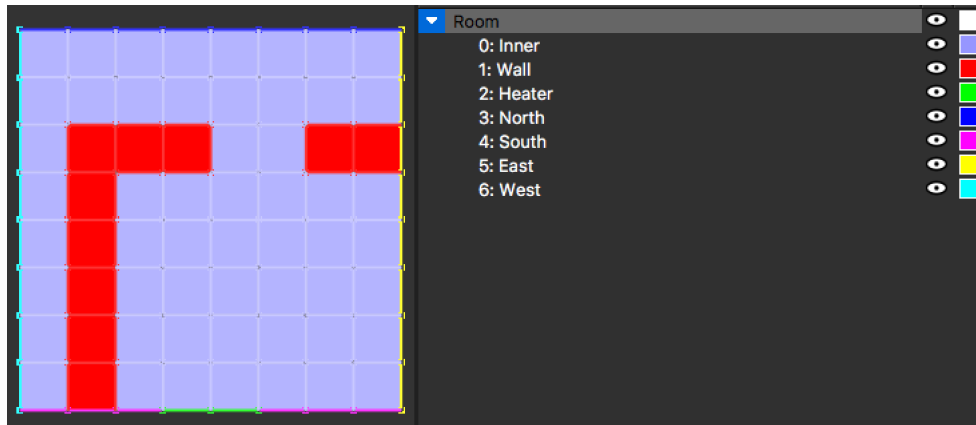 Room
0: Inner
1: Wall
2: Heater
3: North
4: South
5: East
6: West